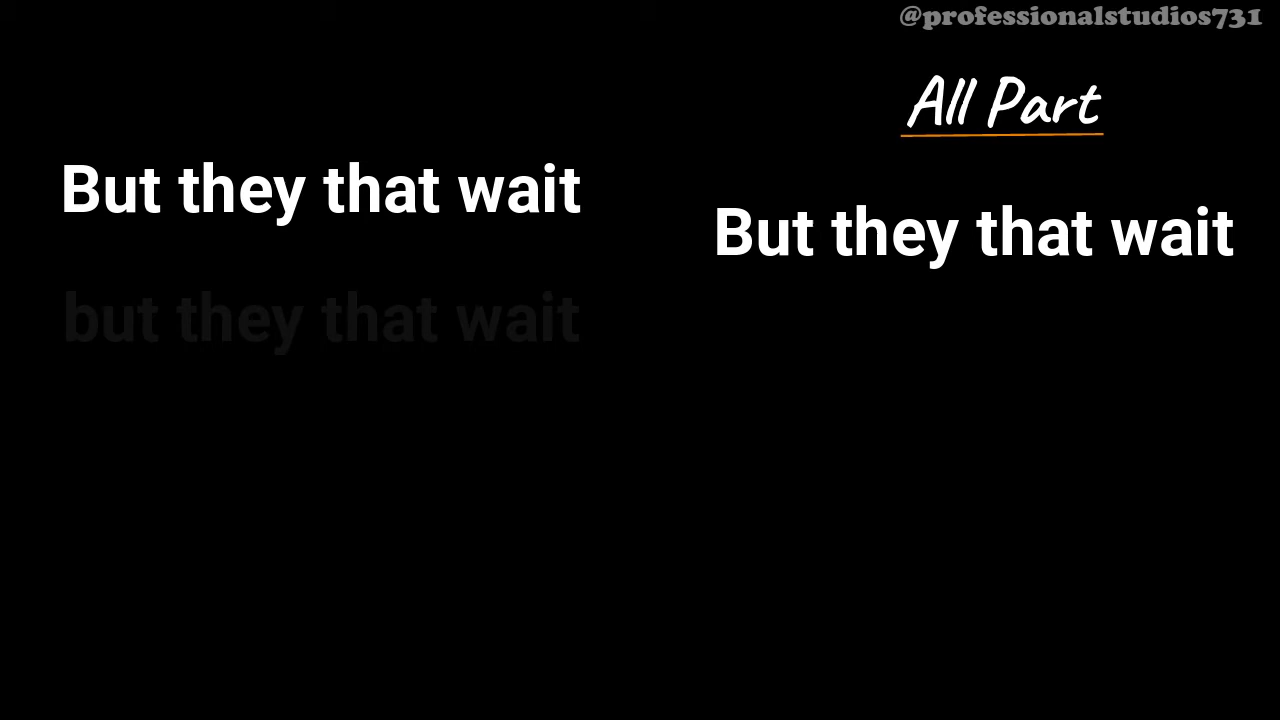 @professionalstudios731
All Part
But they that wait
But they that wait
but they that wait